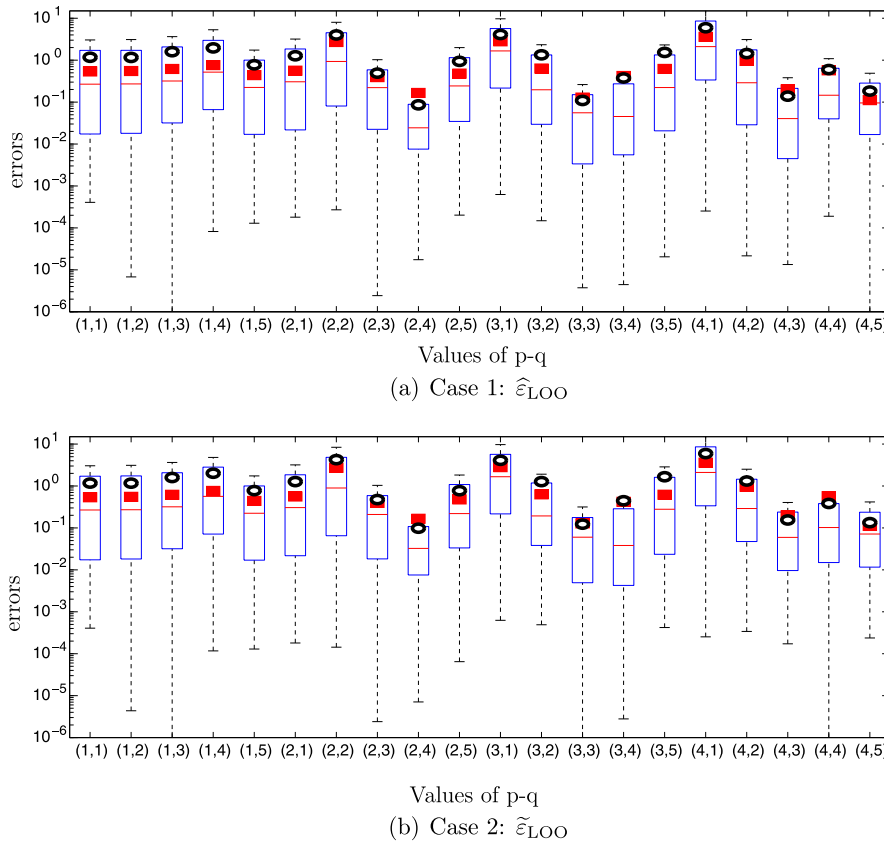 10^1
10^0
10^-1
10^-2
10^-3
10^-4
10^-5
10^-6
errors
(1,1) (1,2) (1,3) (1,4) (1,5) (2,1) (2,2) (2,3) (2,4) (2,5) (3,1) (3,2) (3,3) (3,4) (3,5) (4,1) (4,2) (4,3) (4,4) (4,5)
Values of p-q
(a) Case 1: ε̂_LOO
10^1
10^0
10^-1
10^-2
10^-3
10^-4
10^-5
10^-6
errors
(1,1) (1,2) (1,3) (1,4) (1,5) (2,1) (2,2) (2,3) (2,4) (2,5) (3,1) (3,2) (3,3) (3,4) (3,5) (4,1) (4,2) (4,3) (4,4) (4,5)
Values of p-q
(b) Case 2: ε̃_LOO